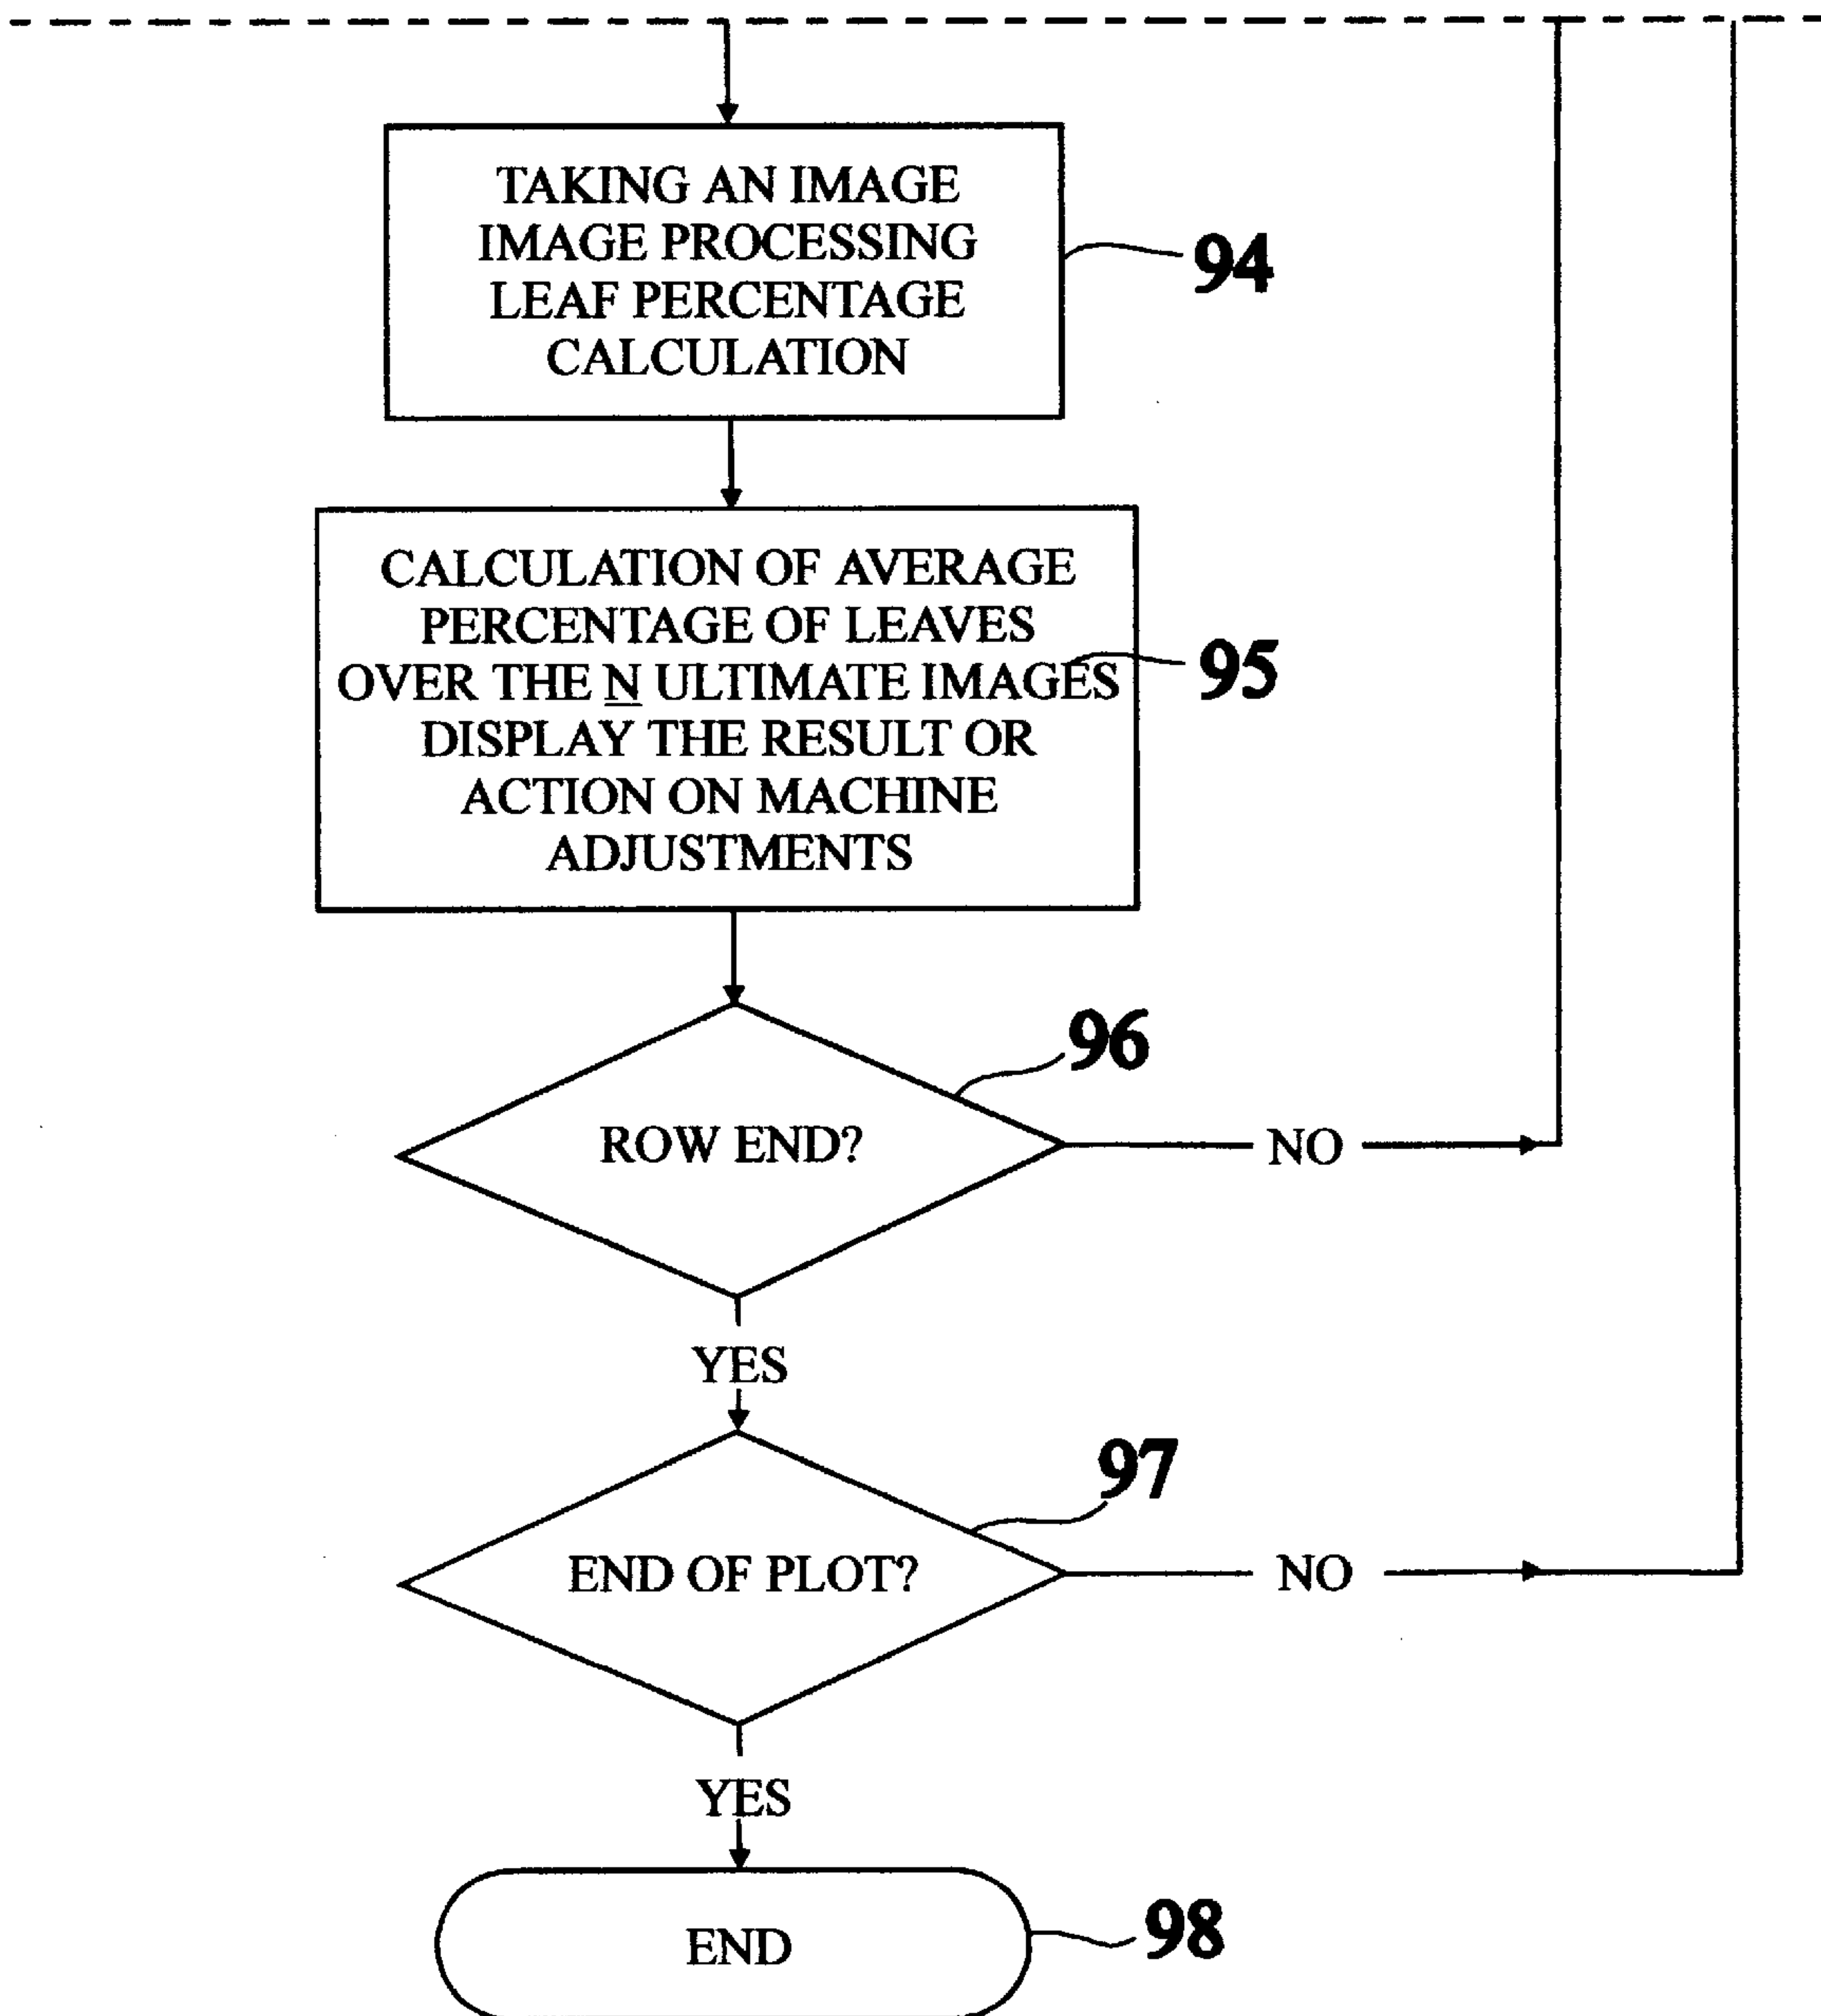 TAKING AN IMAGE
IMAGE PROCESSING
LEAF PERCENTAGE
CALCULATION
94
CALCULATION OF AVERAGE
PERCENTAGE OF LEAVES
OVER THE N ULTIMATE IMAGES
DISPLAY THE RESULT OR
ACTION ON MACHINE
ADJUSTMENTS
95
96
ROW END?
NO
YES
97
END OF PLOT?
NO
YES
END
98